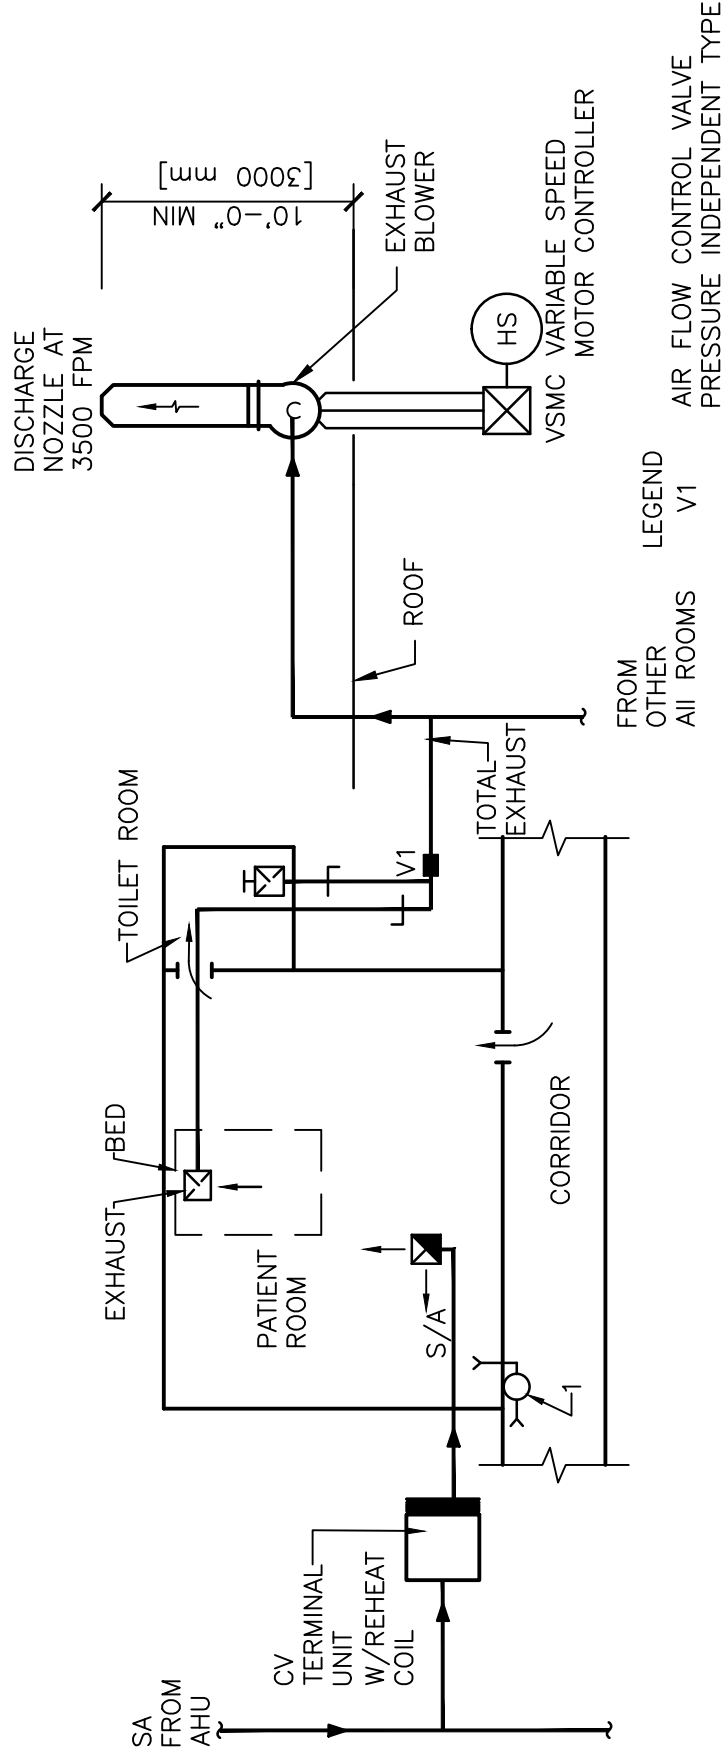 DISCHARGE
NOZZLE AT
3500 FPM
10'-0" MIN
[3000 mm]
EXHAUST
BLOWER
HS
VSMC VARIABLE SPEED
MOTOR CONTROLLER
ROOF
TOILET ROOM
V1
TOTAL
EXHAUST
FROM
OTHER
AII ROOMS
LEGEND
V1
AIR FLOW CONTROL VALVE
PRESSURE INDEPENDENT TYPE
EXHAUST
BED
PATIENT
ROOM
S/A
CORRIDOR
1
CV
TERMINAL
UNIT
W/REHEAT
COIL
SA
FROM
AHU